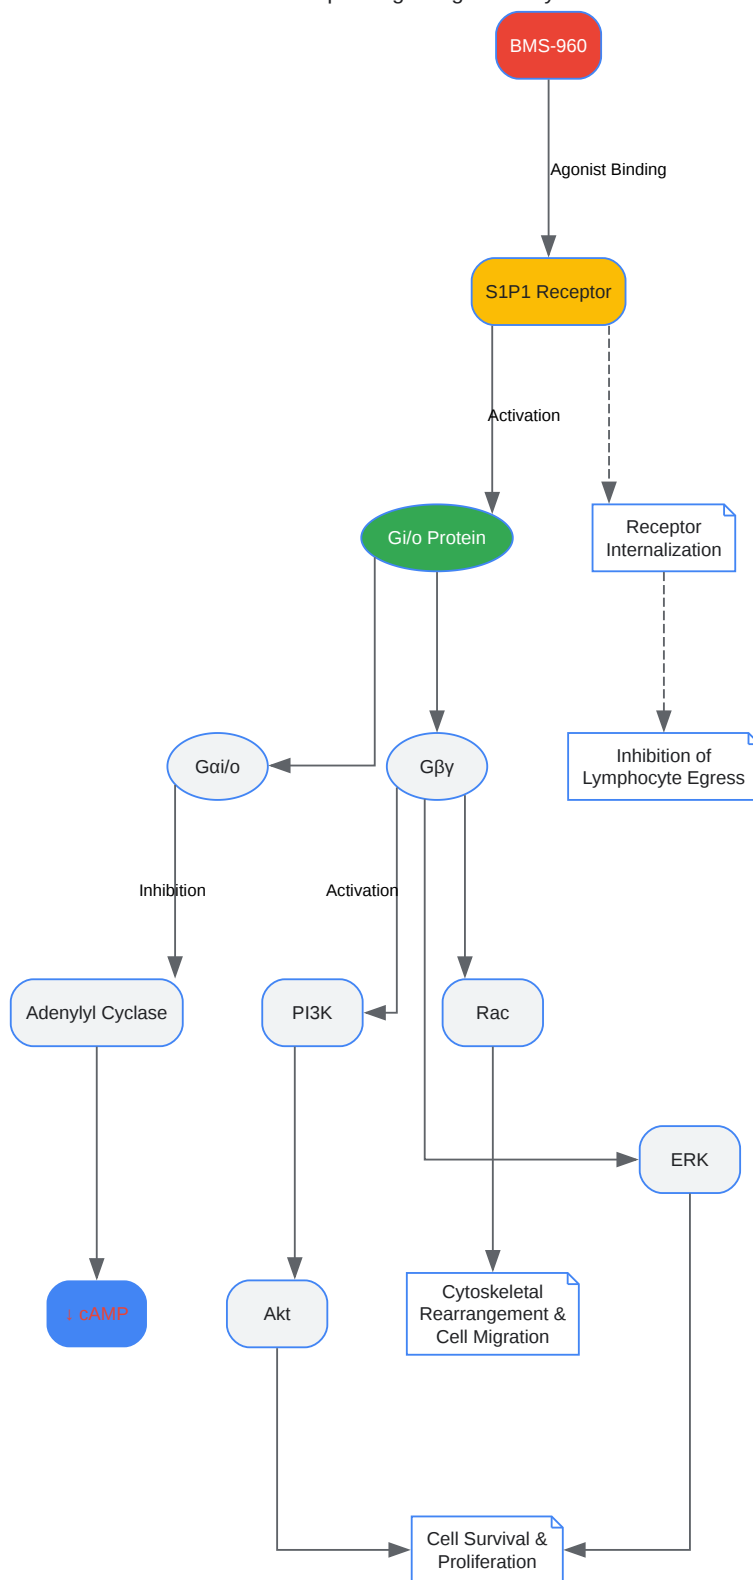 BMS-960
Agonist Binding
S1P1 Receptor
Activation
Gi/o Protein
Receptor
Internalization
Gαi/o
Gβγ
Inhibition of
Lymphocyte Egress
Inhibition
Activation
Adenylyl Cyclase
PI3K
Rac
ERK
↓ cAMP
Akt
Cytoskeletal
Rearrangement &
Cell Migration
Cell Survival &
Proliferation